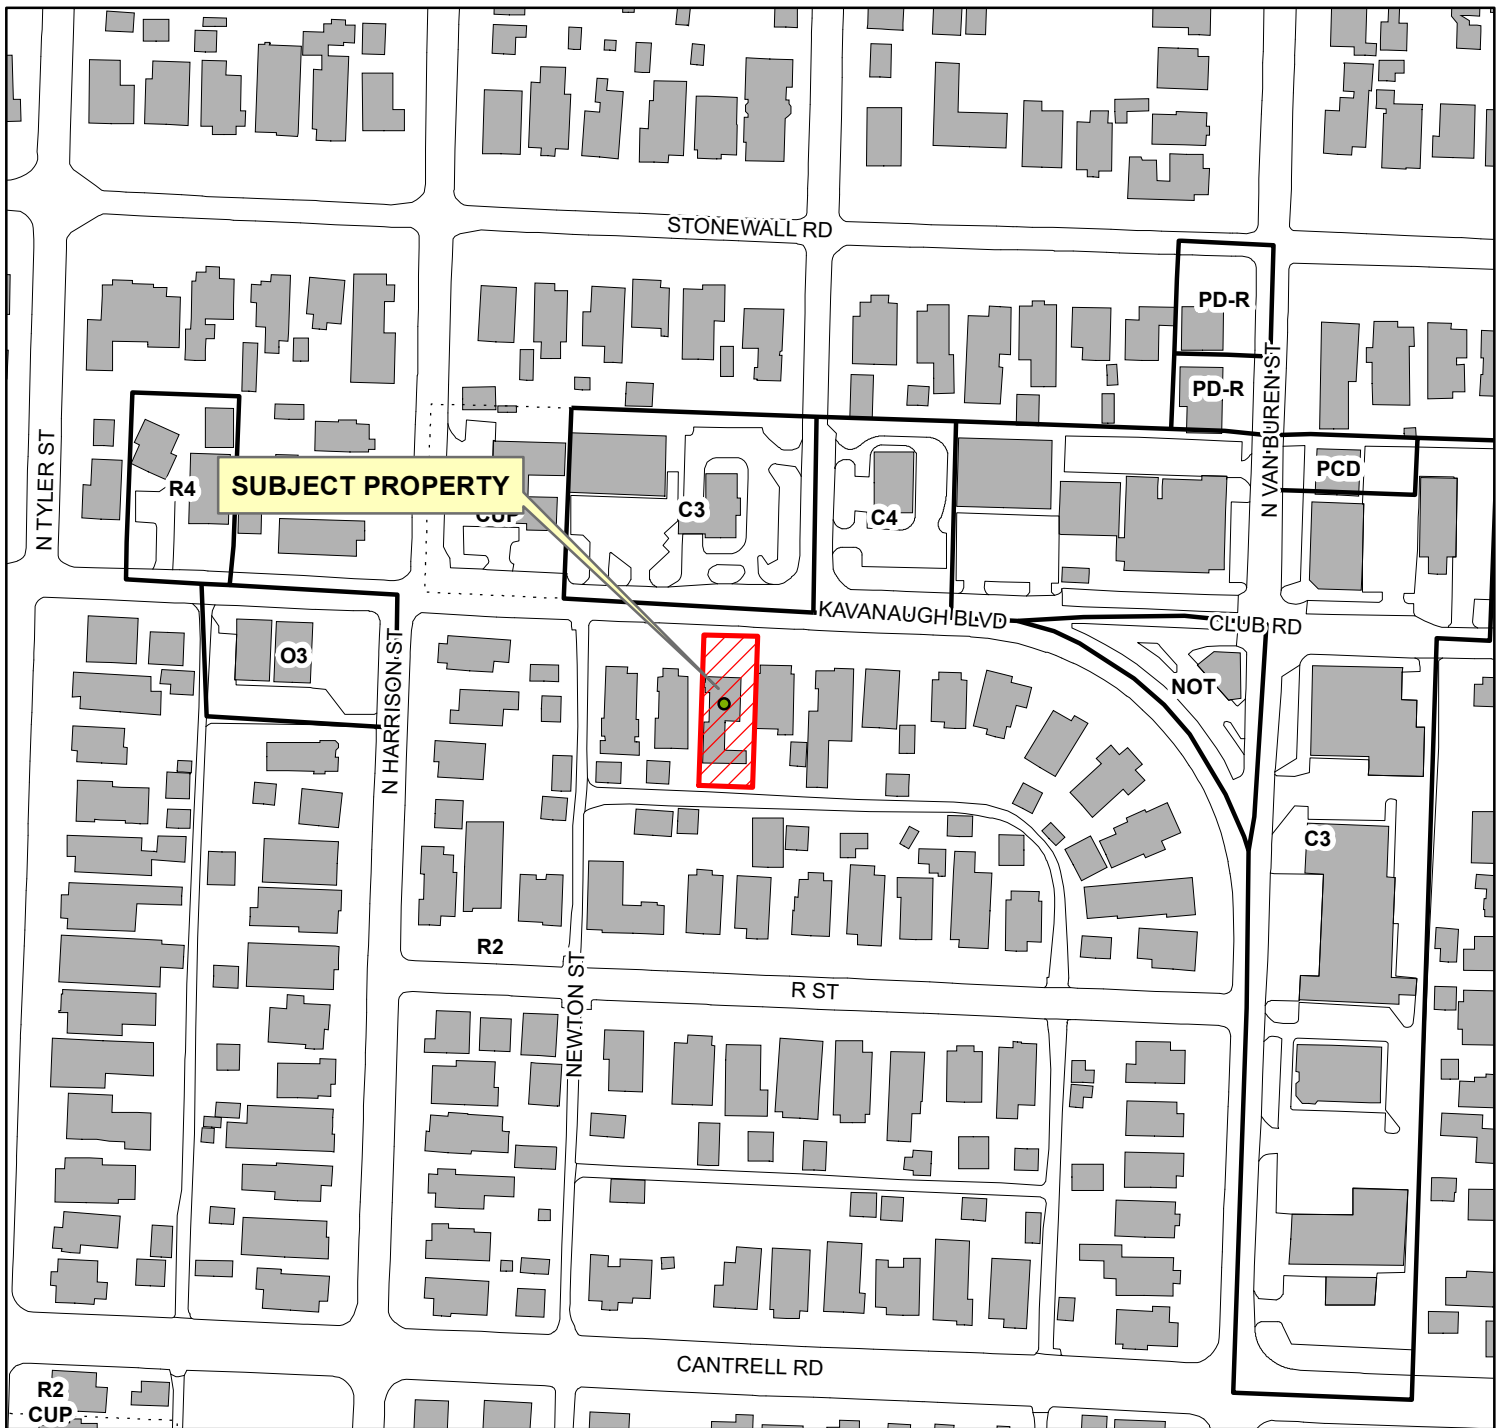 STONEWALL RD
PD-R
PD-R
N VAN BUREN ST
N TYLER ST
R4
SUBJECT PROPERTY
CUP
C3
C4
PCD
KAVANAUGH BLVD
CLUB RD
O3
N HARRISON ST
NOT
C3
R2
NEWTON ST
R ST
CANTRELL RD
R2
CUP